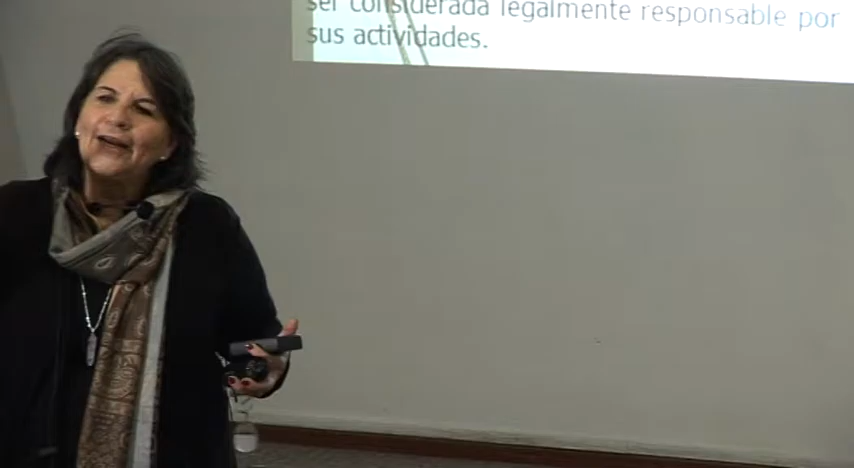 ser considerada legalmente responsable por
sus actividades.